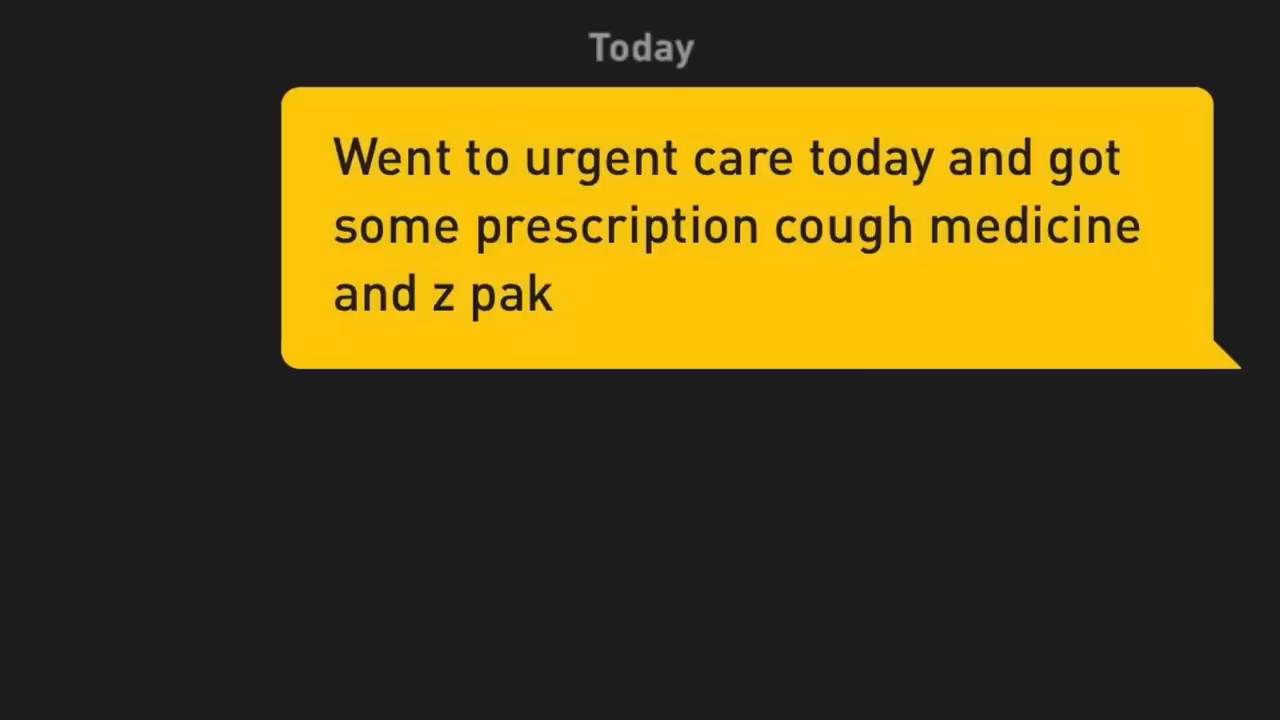 Today
Went to urgent care today and got
some prescription cough medicine
and z pak